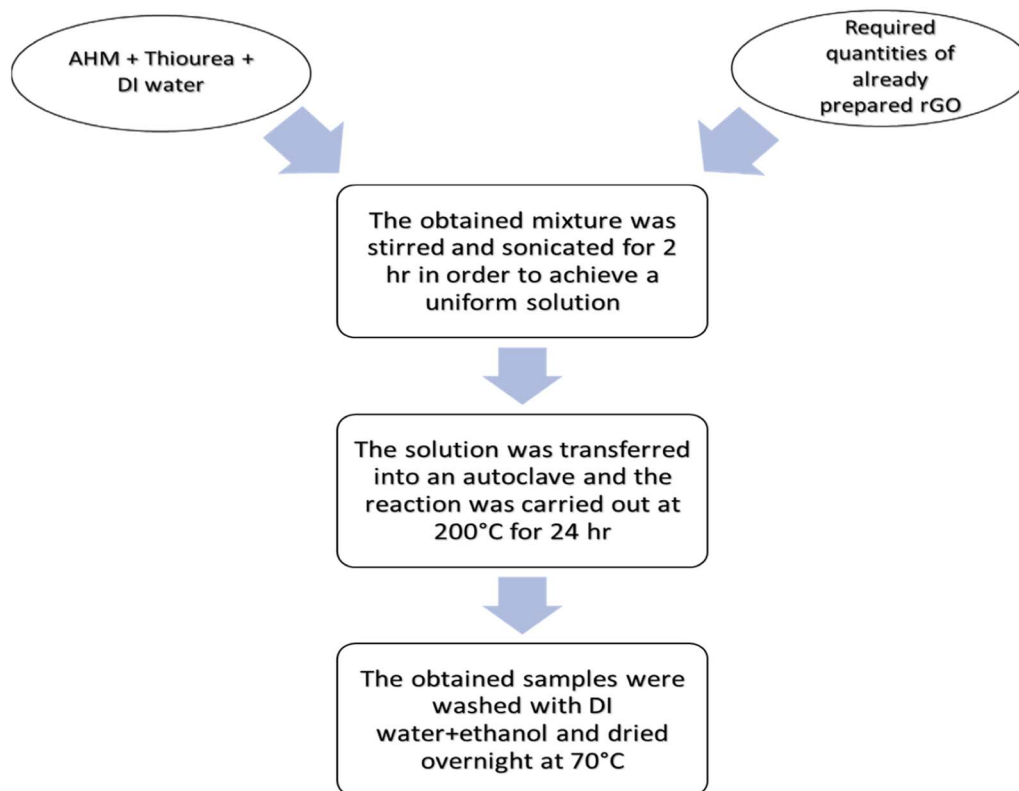 AHM + Thiourea +
DI water
Required
quantities of
already
prepared rGO
The obtained mixture was
stirred and sonicated for 2
hr in order to achieve a
uniform solution
The solution was transferred
into an autoclave and the
reaction was carried out at
200°C for 24 hr
The obtained samples were
washed with DI
water+ethanol and dried
overnight at 70°C